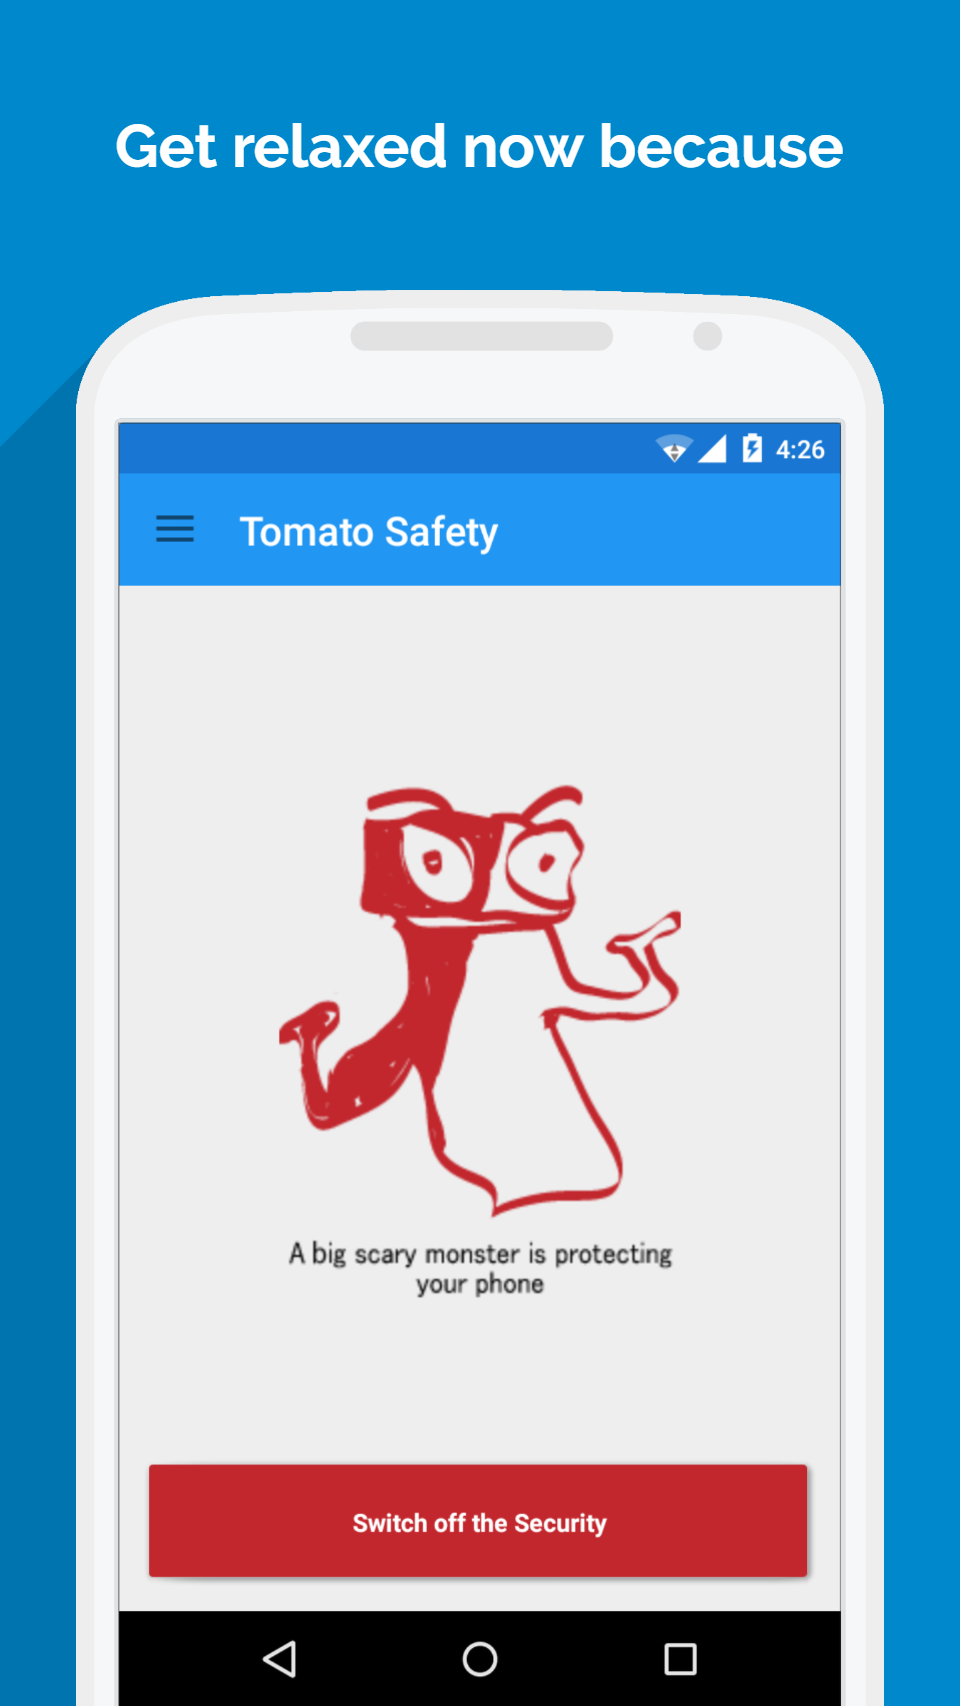 Get relaxed now because
4:26
Tomato Safety
A big scary monster is protecting
your phone
Switch off the Security